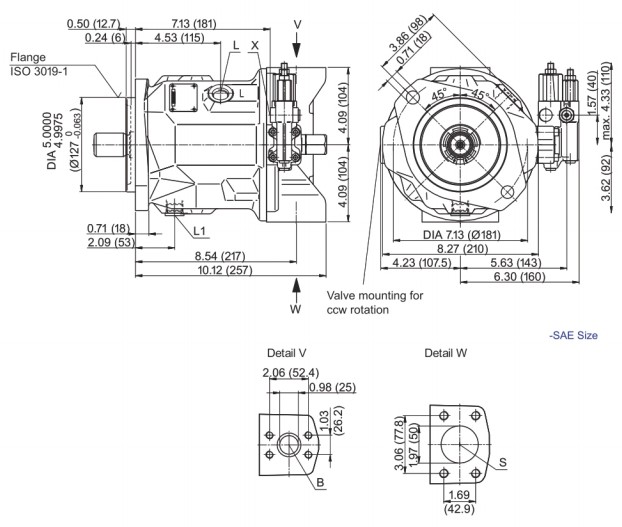 0.50 (12.7)
7.13 (181)
V
0.24 (6)
4.53 (115)
L
X
Flange
ISO 3019-1
L
DIA 5.0000
4.9975
(Ø127 0 -0.063)
4.09 (104)
4.09 (104)
0.71 (18)
2.09 (53)
L1
8.54 (217)
10.12 (257)
W
3.86 (98)
0.71 (18)
45°
45°
1.57 (40)
max. 4.33 (110)
3.62 (92)
DIA 7.13 (Ø181)
8.27 (210)
4.23 (107.5)
5.63 (143)
6.30 (160)
Valve mounting for
ccw rotation
-SAE Size
Detail V
Detail W
2.06 (52.4)
0.98 (25)
1.03
(26.2)
B
3.06 (77.8)
1.97 (50)
S
1.69
(42.9)